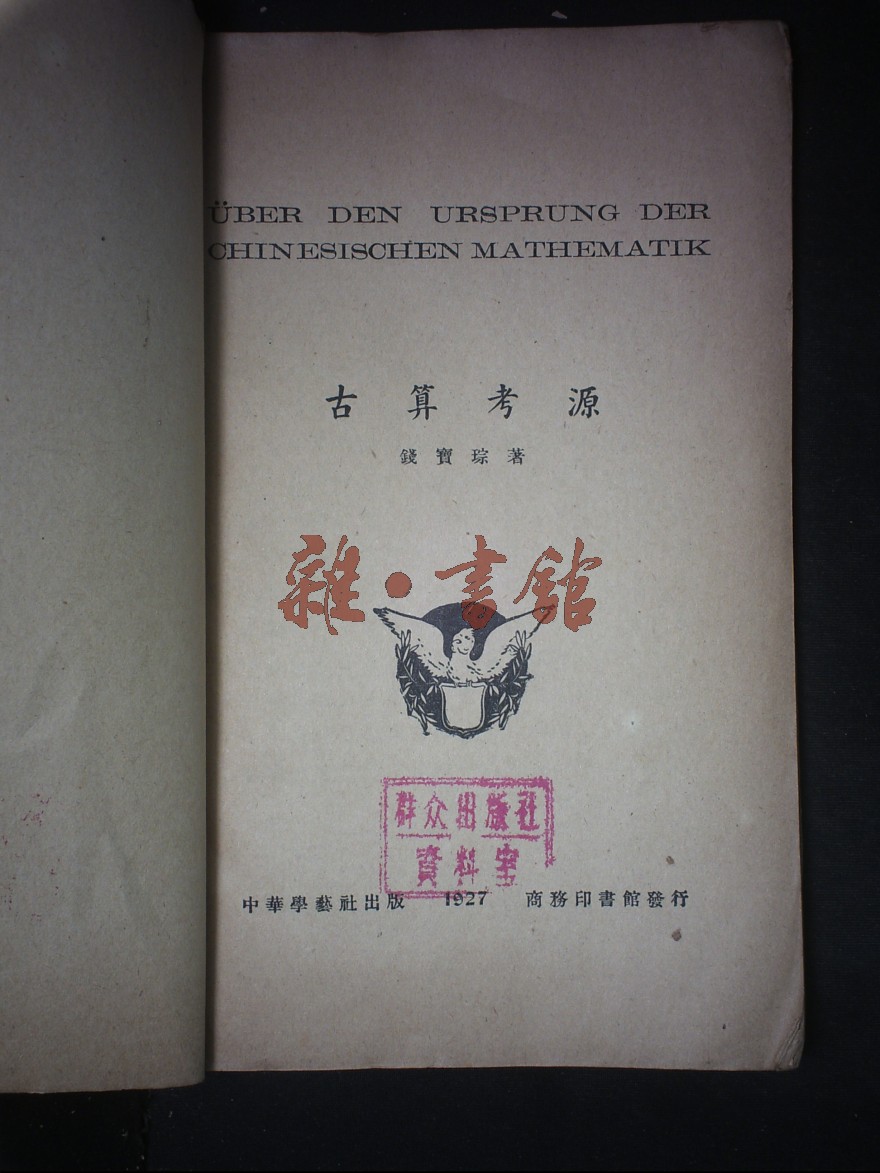 ÜBER DEN URSPRUNG DER
CHINESISCHEN MATHEMATIK
古算考源
錢寶琮著
雜·書館
群众出版社
資料室
中華學藝社出版 1927 商務印書館發行